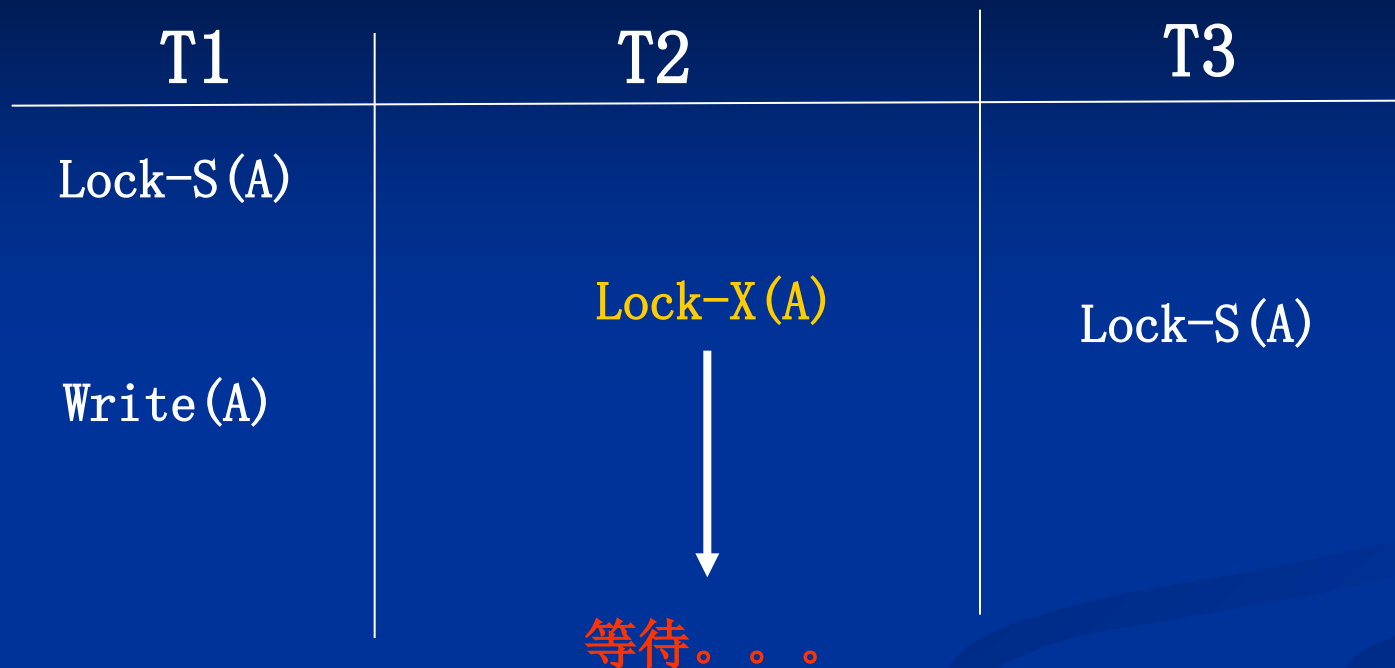 T1
T2
T3
Lock-S(A)
Lock-X(A)
Lock-S(A)
Write(A)
等待。。。